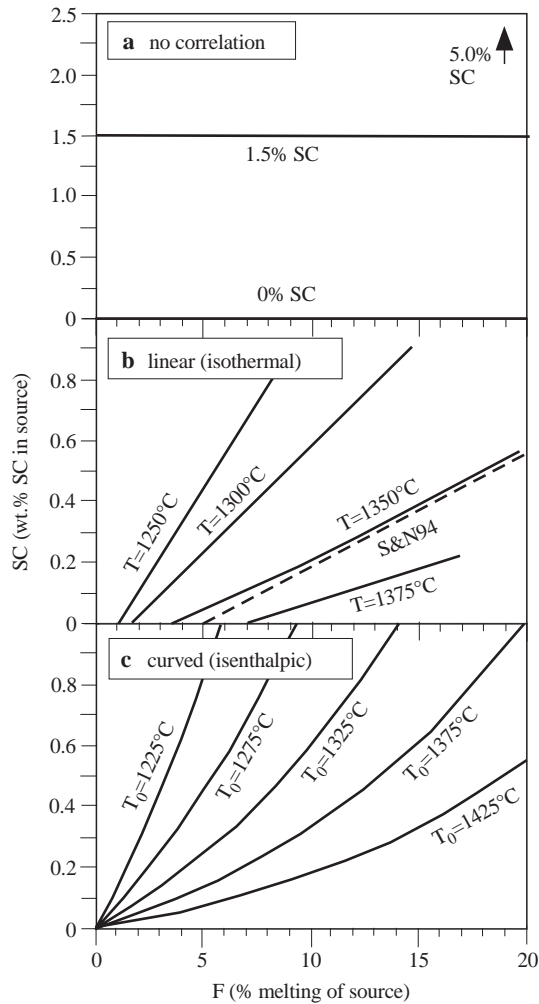 2.5
a no correlation
5.0%
SC
2.0
1.5
1.5% SC
1.0
0.5
0% SC
0
b linear (isothermal)
0.8
0.6
0.4
0.2
0
T=1250°C
T=1300°C
T=1350°C
S&N94
T=1375°C
SC (wt.% SC in source)
c curved (isenthalpic)
0.8
0.6
0.4
0.2
0
T0=1225°C
T0=1275°C
T0=1325°C
T0=1375°C
T0=1425°C
0 5 10 15 20
F (% melting of source)